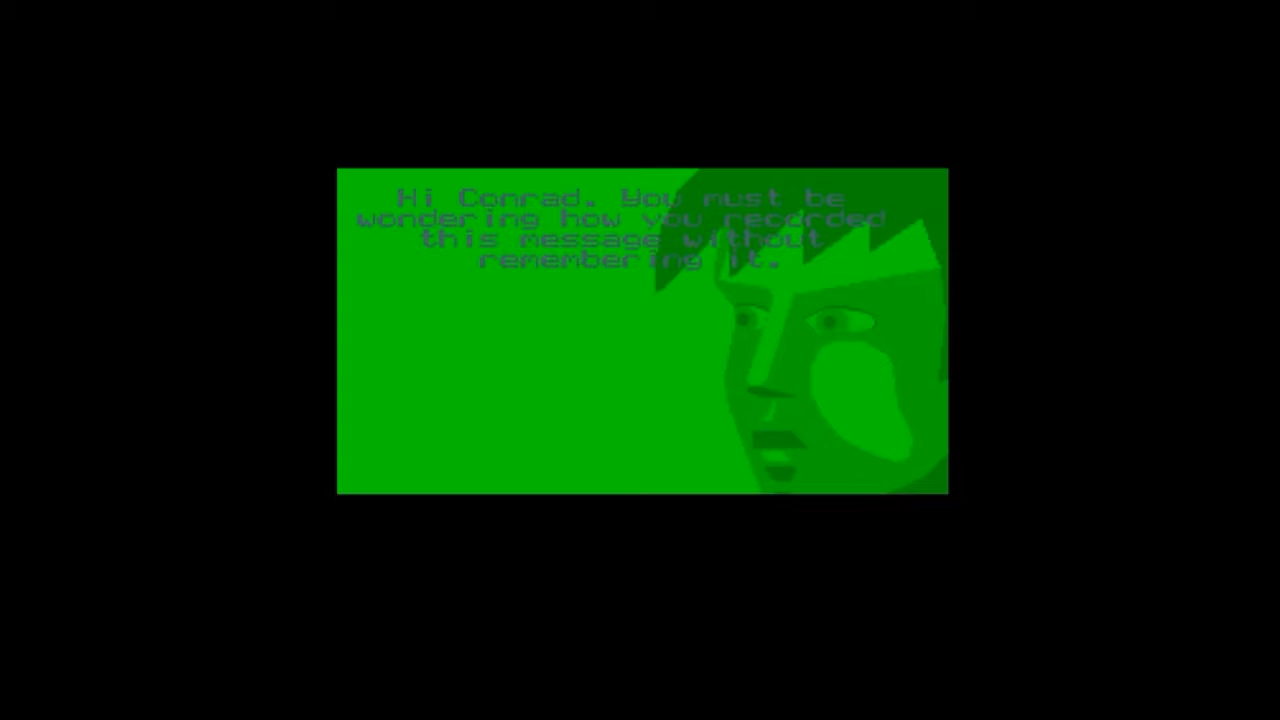 Hi Conrad. You must be
wondering how you recorded
this message without
remembering it.